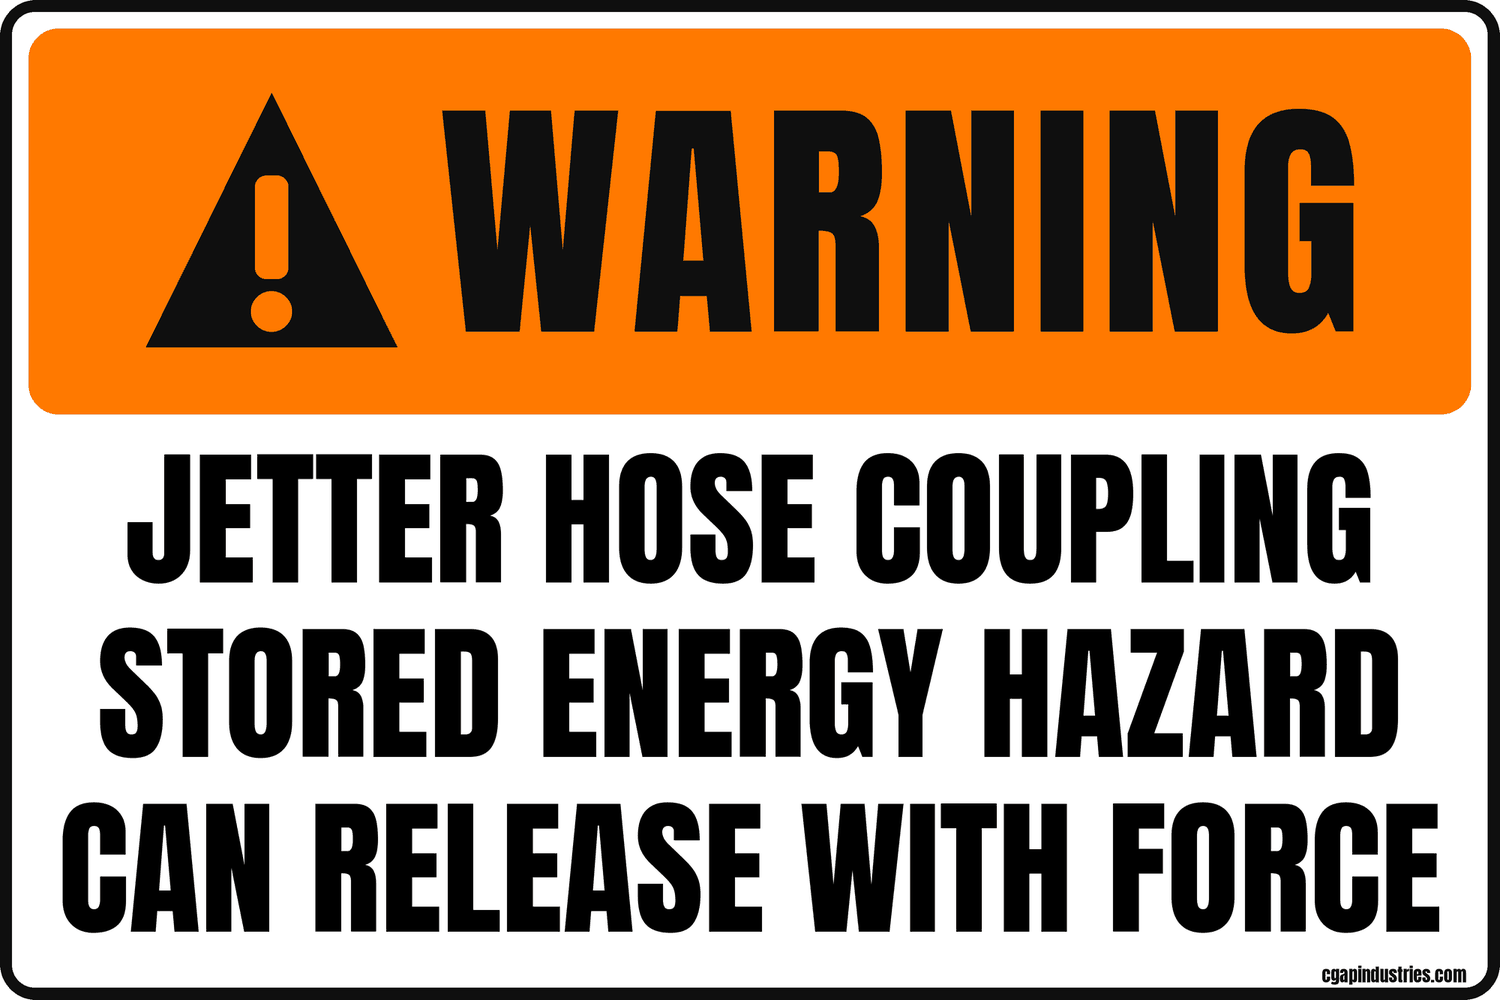 WARNING
JETTER HOSE COUPLING
STORED ENERGY HAZARD
CAN RELEASE WITH FORCE
cgapindustries.com